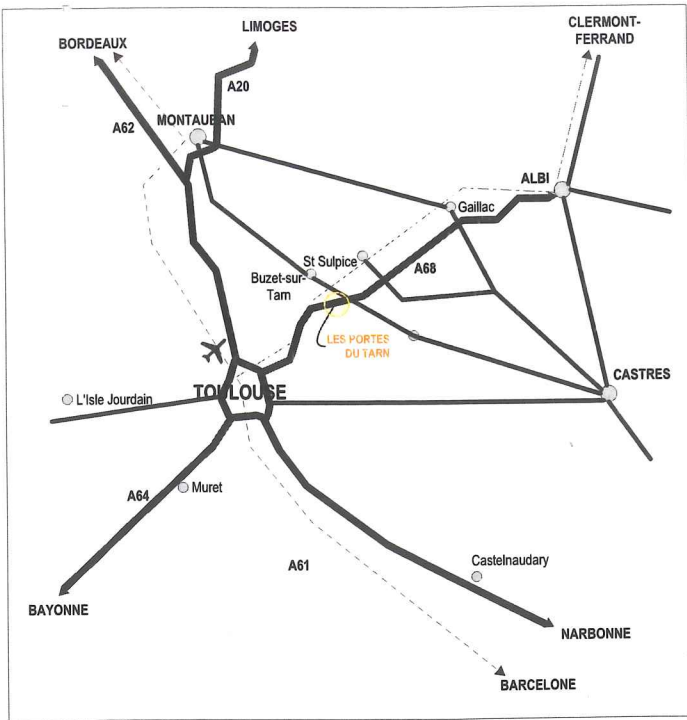 LIMOGES
CLERMONT-
FERRAND
BORDEAUX
A20
A62
MONTAUBAN
ALBI
Gaillac
St Sulpice
A68
Buzet-sur-
Tarn
LES PORTES
DU TARN
TOULOUSE
CASTRES
L'Isle Jourdain
A64
Muret
A61
Castelnaudary
BAYONNE
NARBONNE
BARCELONE